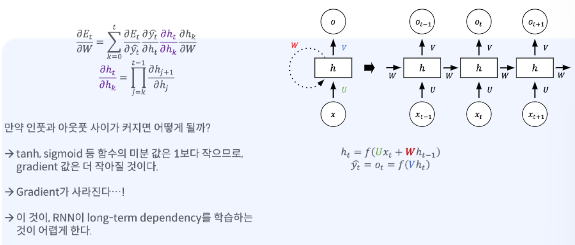 ∂E_t/∂W = Σ_{k=0}^{t} ∂E_t/∂ŷ_t ∂ŷ_t/∂h_t ∂h_t/∂h_k ∂h_k/∂W
∂h_t/∂h_k = ∏_{j=k}^{t-1} ∂h_{j+1}/∂h_j
만약 인풋과 아웃풋 사이가 커지면 어떻게 될까?
→ tanh, sigmoid 등 함수의 미분 값은 1보다 작으므로,
gradient 값은 더 작아질 것이다.
→ Gradient가 사라진다…!
→ 이 것이, RNN이 long-term dependency를 학습하는
것이 어렵게 한다.
o o_{t-1} o_t o_{t+1}
W V V V V
h h h h
W W W W
U U U U
x x_{t-1} x_t x_{t+1}
h_t = f(Ux_t + Wh_{t-1})
ŷ_t = o_t = f(Vh_t)